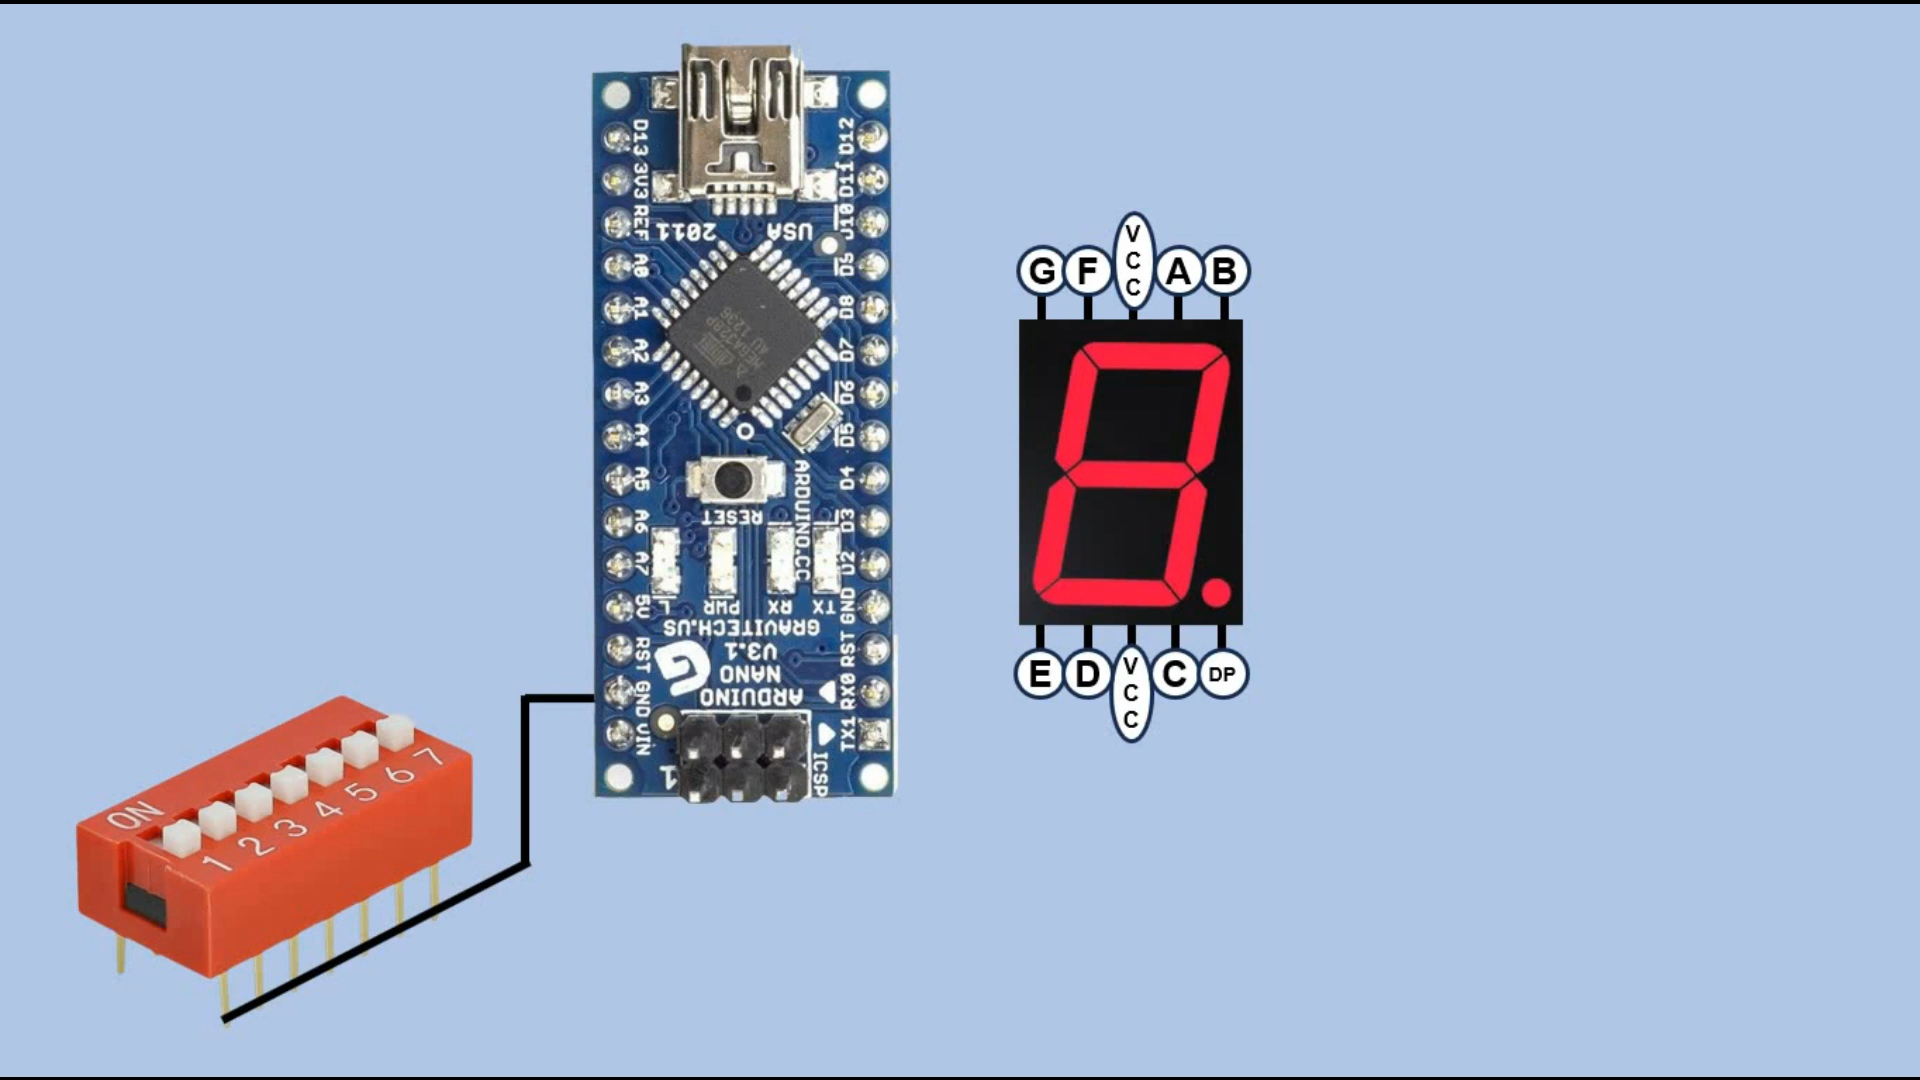 D13
3V3
REF
A0
A1
A2
A3
A4
A5
A6
A7
5V
RST
GND
VIN
D12
D11
D10
D9
D8
D7
D6
D5
D4
D3
D2
GND
RST
RX0
TX1
2011
USA
RESET
ARDUINO.CC
L
PWR
RX
TX
GRAVITECH.US
ARDUINO
NANO
V3.1
1
ICSP
G F VCC A B
E D VCC C DP
ON
1 2 3 4 5 6 7